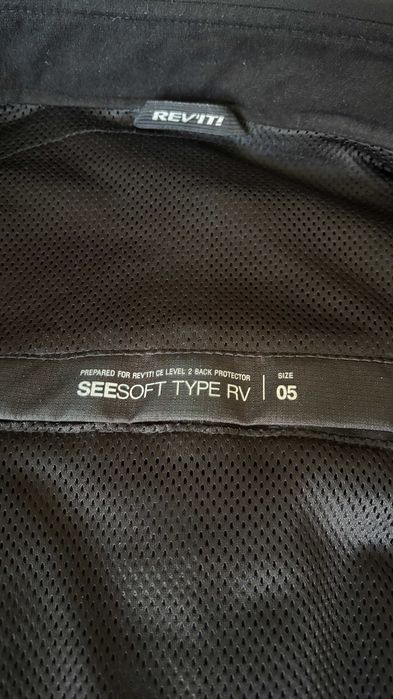 REV'IT!
PREPARED FOR REV'IT! CE LEVEL 2 BACK PROTECTOR
SEESOFT TYPE RV
SIZE
05